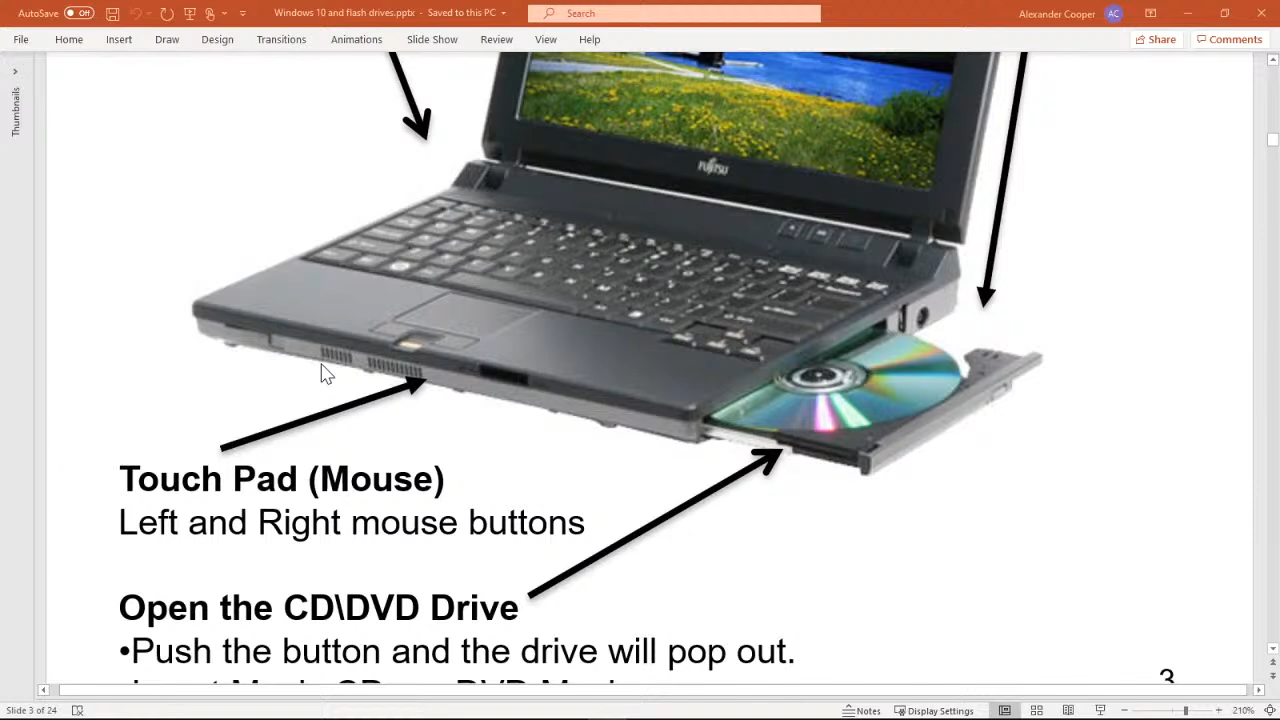 AutoSave Off Windows 10 and flash drives.pptx - Saved to this PC Search Alexander Cooper AC
File Home Insert Draw Design Transitions Animations Slide Show Review View Help Share Comments
Thumbnails
FUJITSU
Touch Pad (Mouse)
Left and Right mouse buttons
Open the CD\DVD Drive
•Push the button and the drive will pop out.
3
Slide 3 of 24 Notes Display Settings 210%